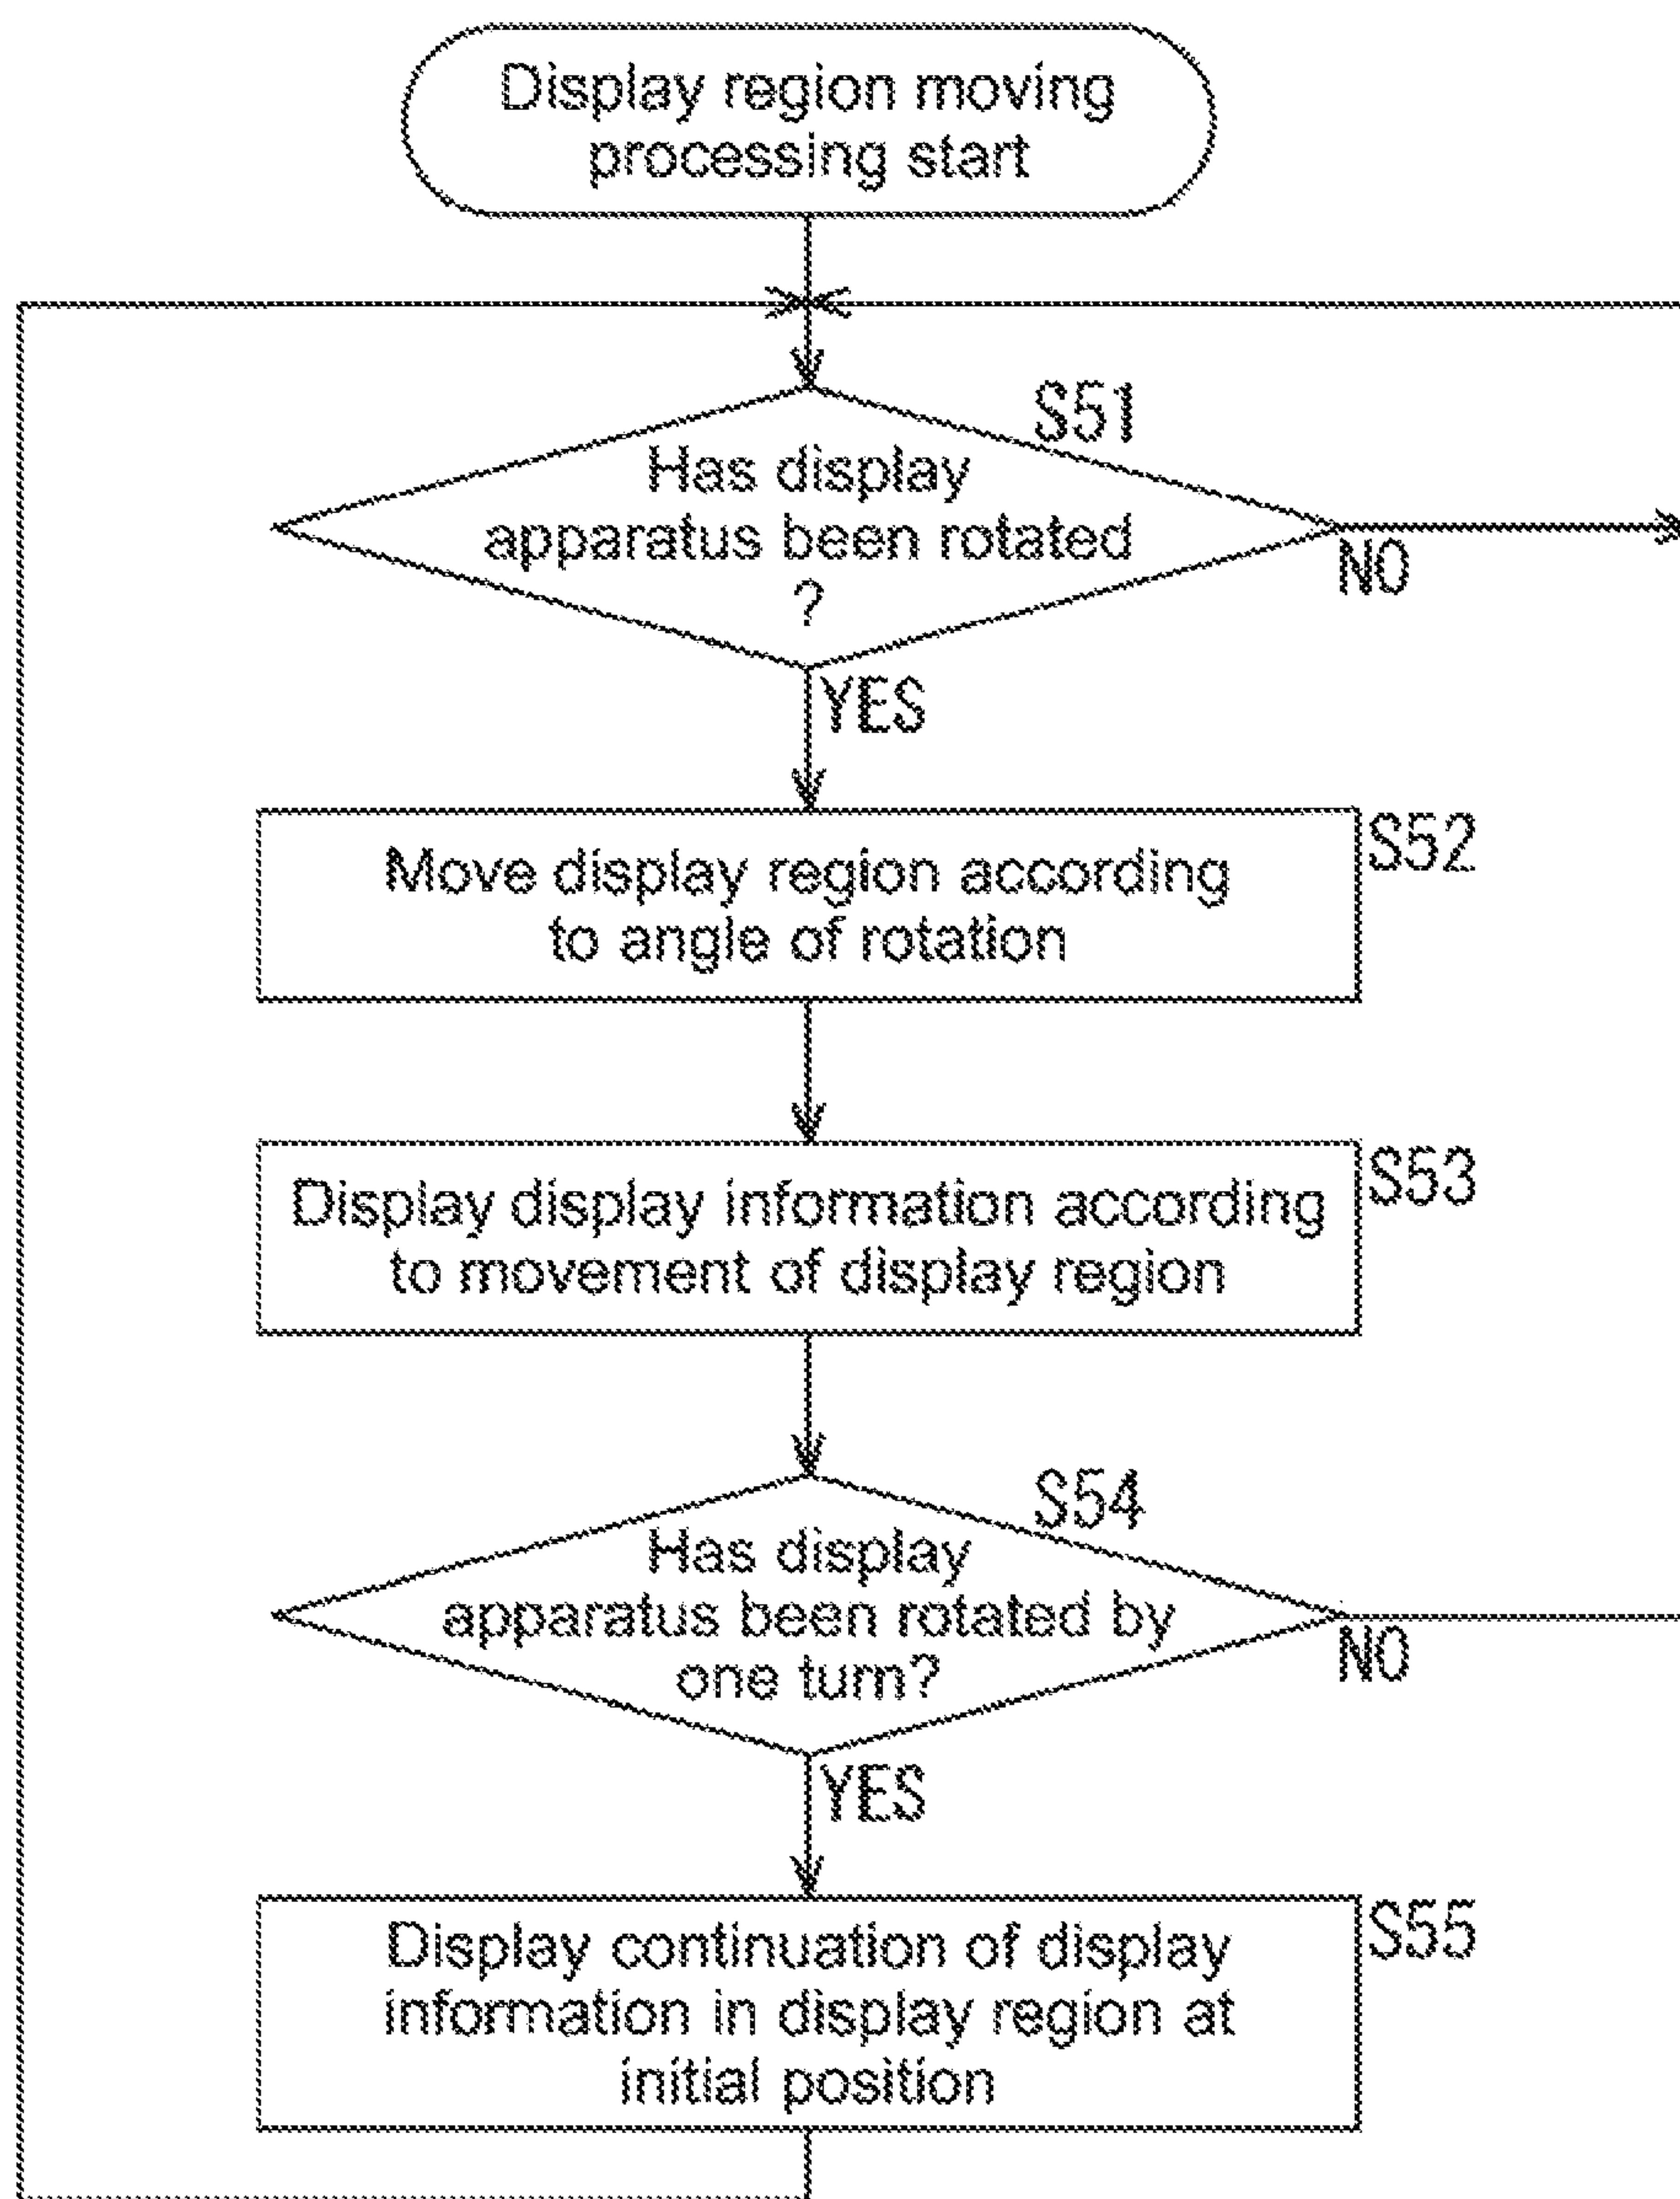 Display region moving
processing start
S51
Has display
apparatus been rotated
?
NO
YES
S52
Move display region according
to angle of rotation
S53
Display display information according
to movement of display region
S54
Has display
apparatus been rotated by
one turn?
NO
YES
S55
Display continuation of display
information in display region at
initial position